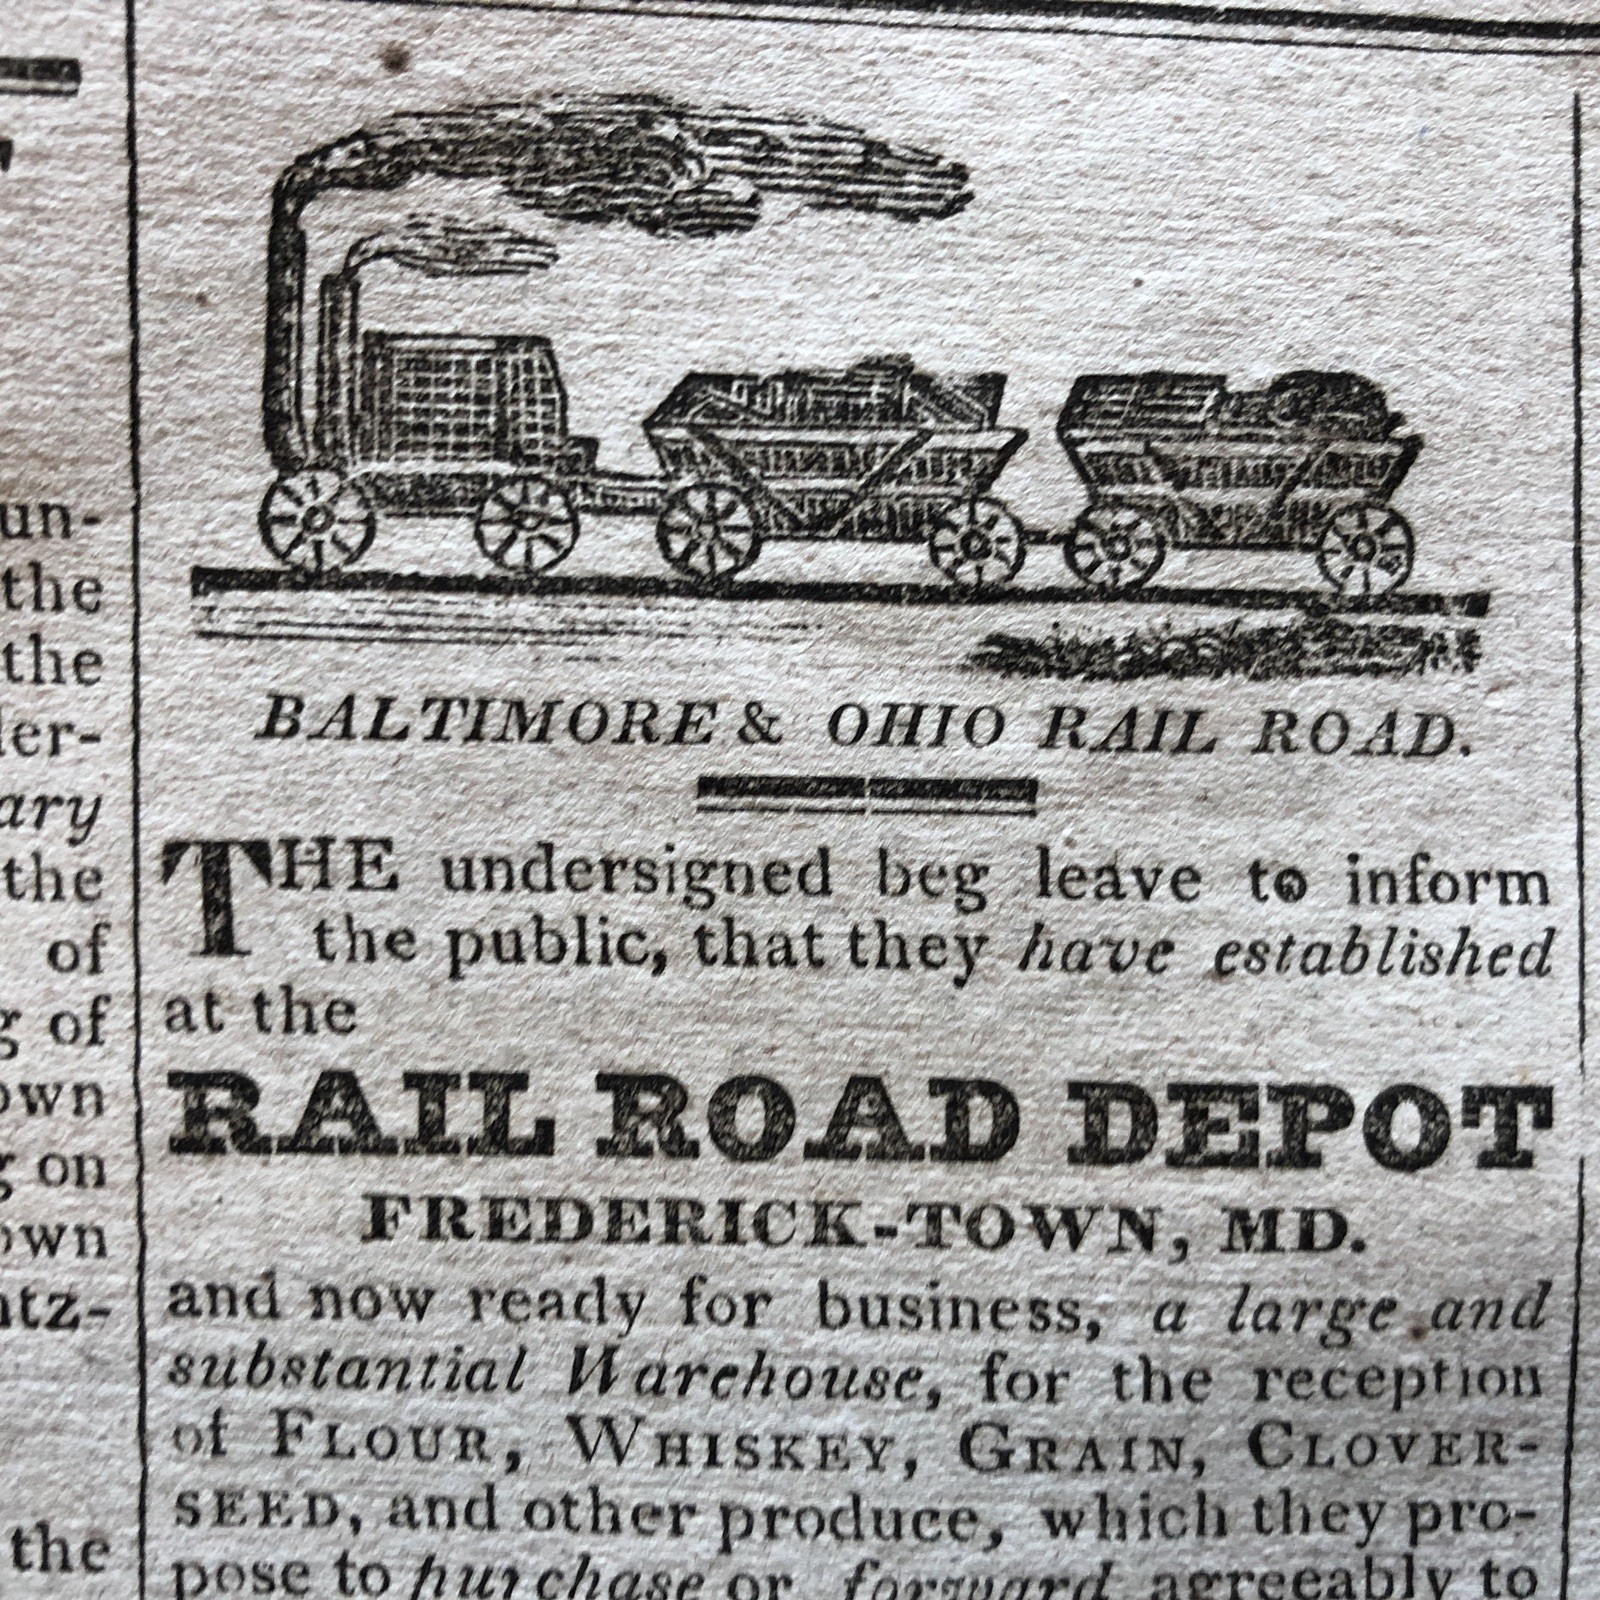 un-
the
the
ler-
ary
the
of
g of
own
g on
own
ntz-
the
BALTIMORE & OHIO RAIL ROAD.
THE undersigned beg leave to inform
the public, that they have established
at the
RAIL ROAD DEPOT
FREDERICK-TOWN, MD.
and now ready for business, a large and
substantial Warehouse, for the reception
of FLOUR, WHISKEY, GRAIN, CLOVER-
SEED, and other produce, which they pro-
pose to purchase or forward agreeably to